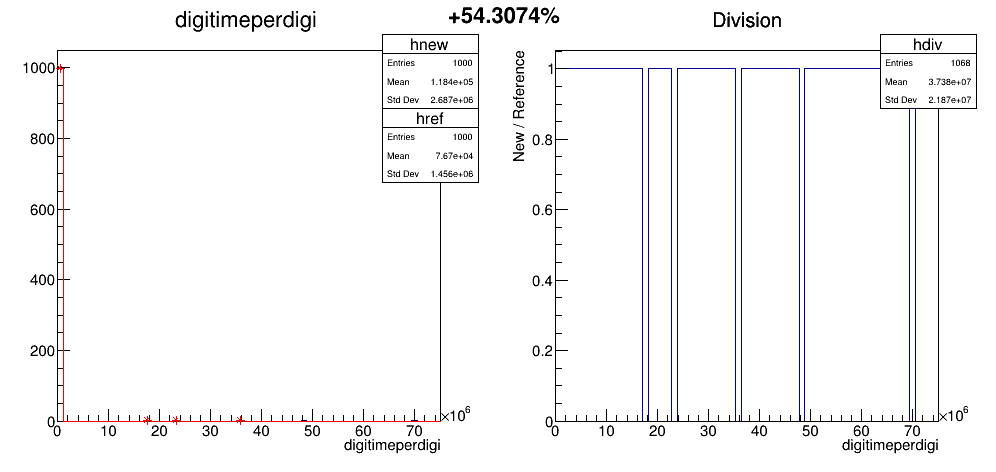 +54.3074%
digitimeperdigi
hnew
Entries 1000
Mean 1.184e+05
Std Dev 2.687e+06
href
Entries 1000
Mean 7.67e+04
Std Dev 1.456e+06
1000
800
600
400
200
0
0 10 20 30 40 50 60 70
×10⁶
digitimeperdigi
Division
hdiv
Entries 1068
Mean 3.738e+07
Std Dev 2.187e+07
New / Reference
1
0.8
0.6
0.4
0.2
0
0 10 20 30 40 50 60 70
×10⁶
digitimeperdigi